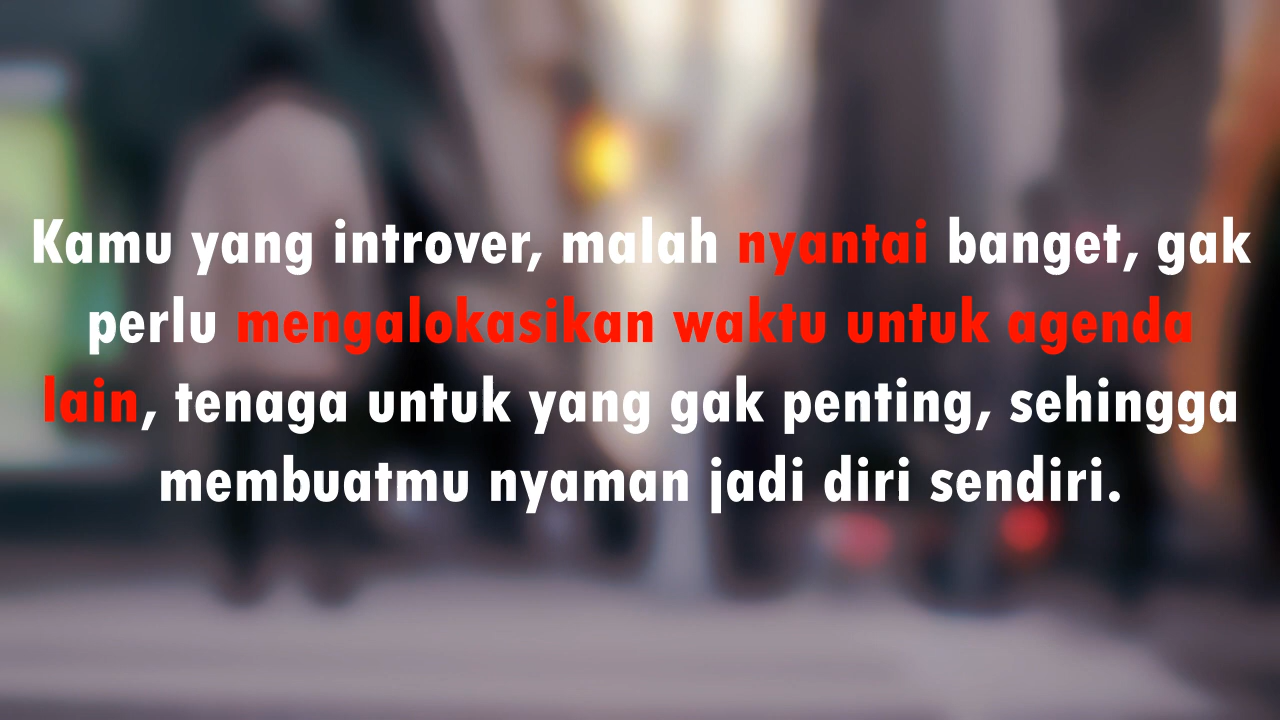 Kamu yang introver, malah nyantai banget, gak
perlu mengalokasikan waktu untuk agenda
lain, tenaga untuk yang gak penting, sehingga
membuatmu nyaman jadi diri sendiri.